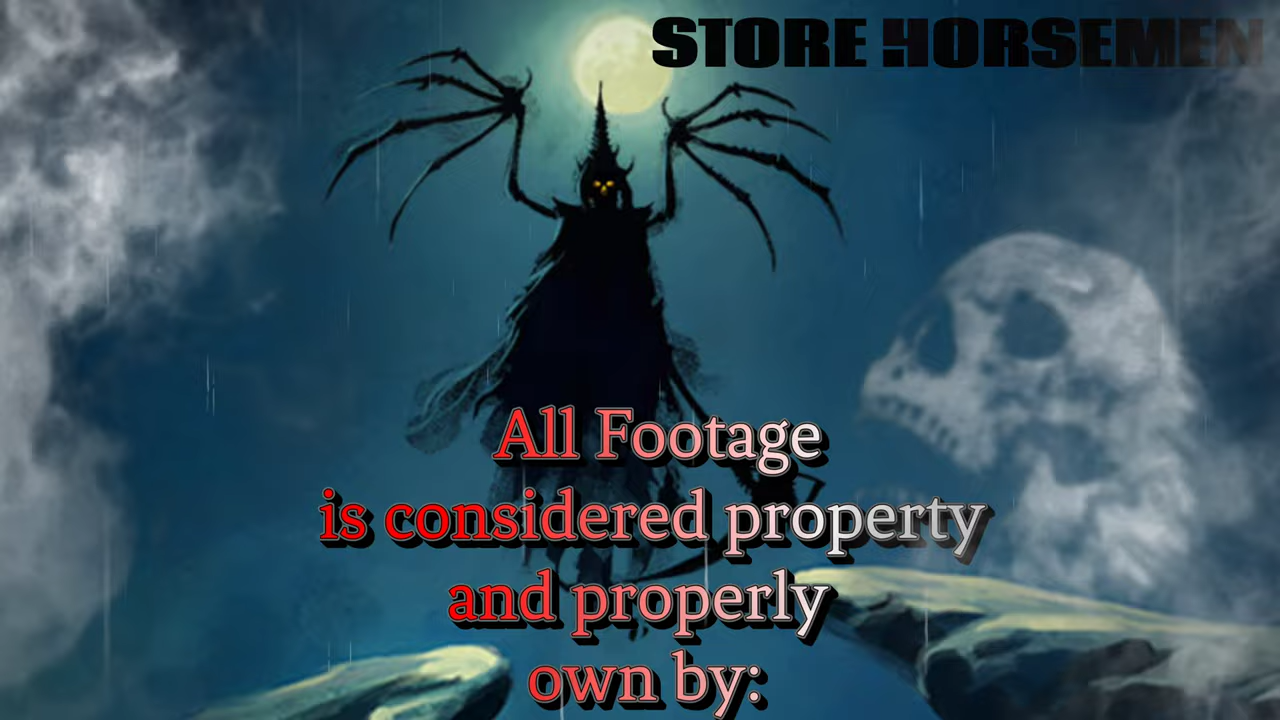 STORE HORSEMEN
All Footage
is considered property
and properly
own by: